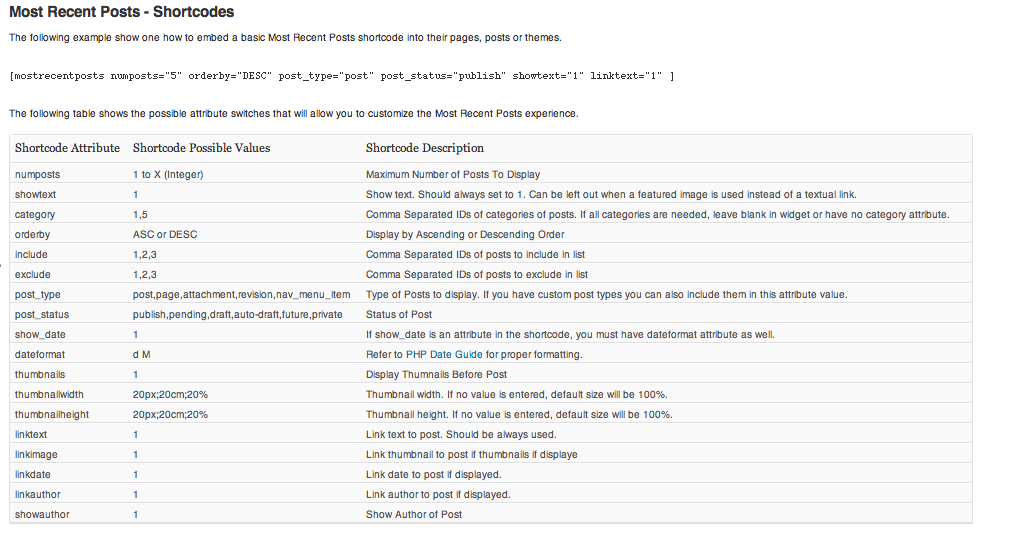 Most Recent Posts - Shortcodes
The following example show one how to embed a basic Most Recent Posts shortcode into their pages, posts or themes.
[mostrecentposts numposts="5" orderby="DESC" post_type="post" post_status="publish" showtext="1" linktext="1" ]
The following table shows the possible attribute switches that will allow you to customize the Most Recent Posts experience.
Shortcode Attribute Shortcode Possible Values Shortcode Description
numposts 1 to X (Integer) Maximum Number of Posts To Display
showtext 1 Show text. Should always set to 1. Can be left out when a featured image is used instead of a textual link.
category 1,5 Comma Separated IDs of categories of posts. If all categories are needed, leave blank in widget or have no category attribute.
orderby ASC or DESC Display by Ascending or Descending Order
include 1,2,3 Comma Separated IDs of posts to include in list
exclude 1,2,3 Comma Separated IDs of posts to exclude in list
post_type post,page,attachment,revision,nav_menu_item Type of Posts to display. If you have custom post types you can also include them in this attribute value.
post_status publish,pending,draft,auto-draft,future,private Status of Post
show_date 1 If show_date is an attribute in the shortcode, you must have dateformat attribute as well.
dateformat d M Refer to PHP Date Guide for proper formatting.
thumbnails 1 Display Thumnails Before Post
thumbnailwidth 20px;20cm;20% Thumbnail width. If no value is entered, default size will be 100%.
thumbnailheight 20px;20cm;20% Thumbnail height. If no value is entered, default size will be 100%.
linktext 1 Link text to post. Should be always used.
linkimage 1 Link thumbnail to post if thumbnails if displaye
linkdate 1 Link date to post if displayed.
linkauthor 1 Link author to post if displayed.
showauthor 1 Show Author of Post